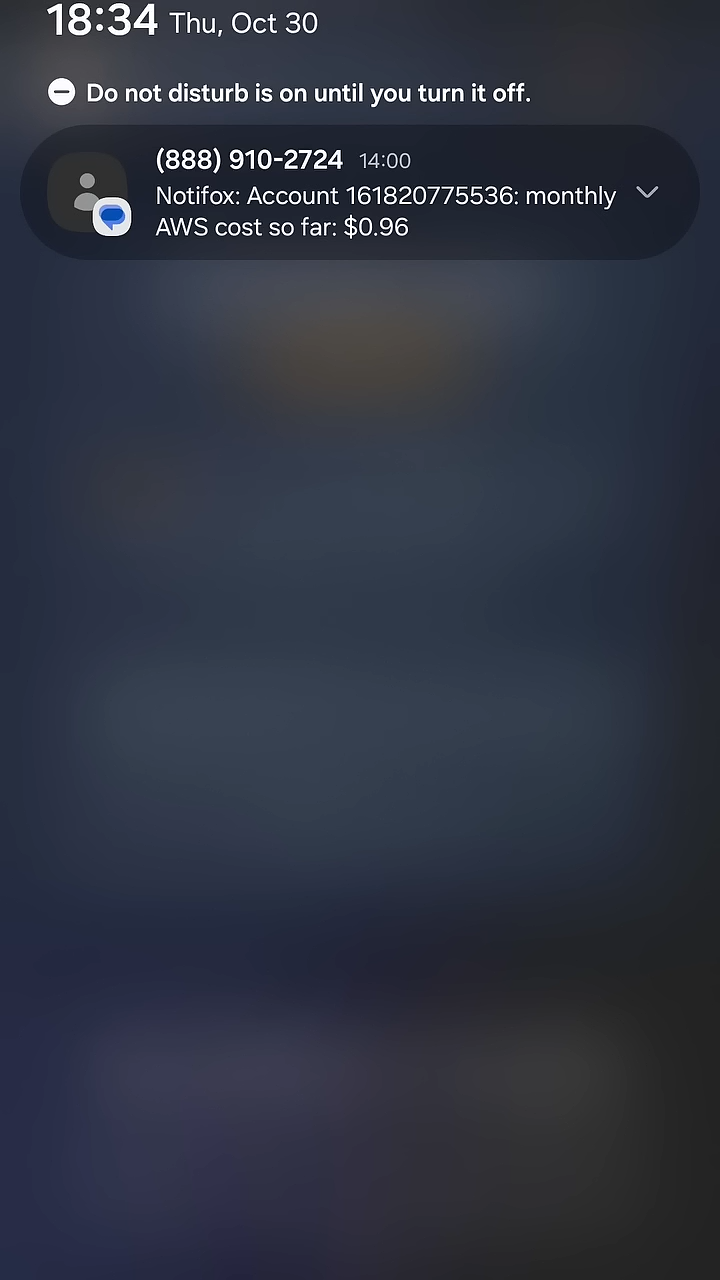 18:34 Thu, Oct 30
Do not disturb is on until you turn it off.
(888) 910-2724 14:00
Notifox: Account 161820775536: monthly
AWS cost so far: $0.96